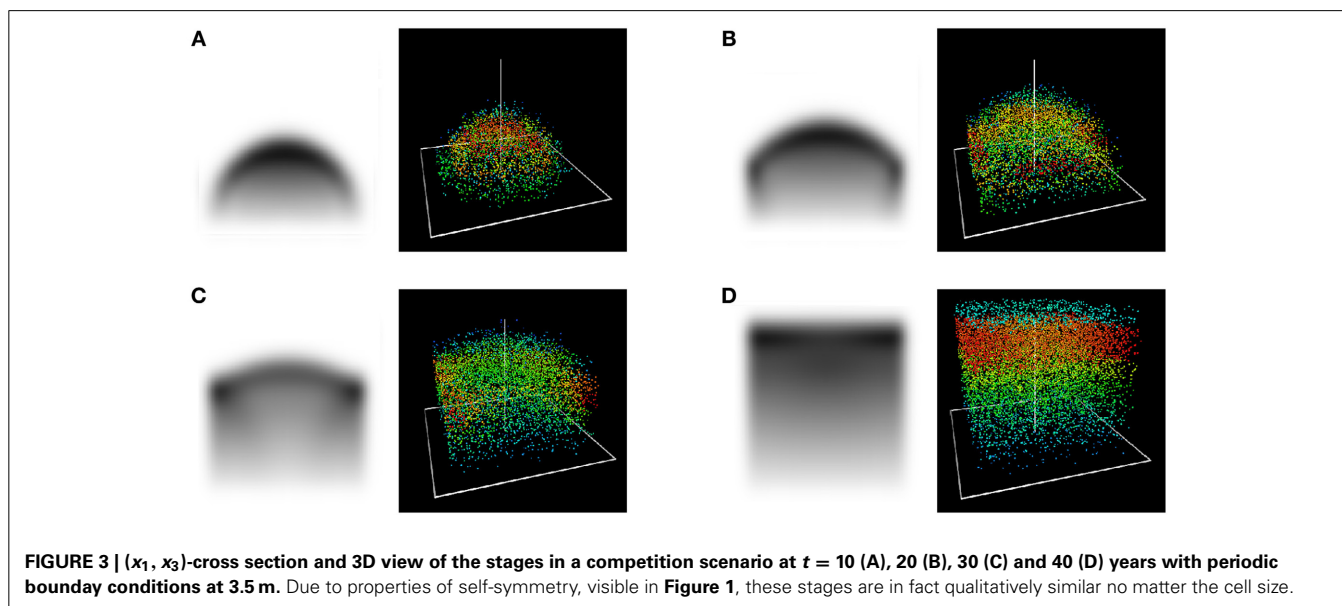 A
B
C
D
FIGURE 3 | (x1, x3)-cross section and 3D view of the stages in a competition scenario at t = 10 (A), 20 (B), 30 (C) and 40 (D) years with periodic
bounday conditions at 3.5 m. Due to properties of self-symmetry, visible in Figure 1, these stages are in fact qualitatively similar no matter the cell size.